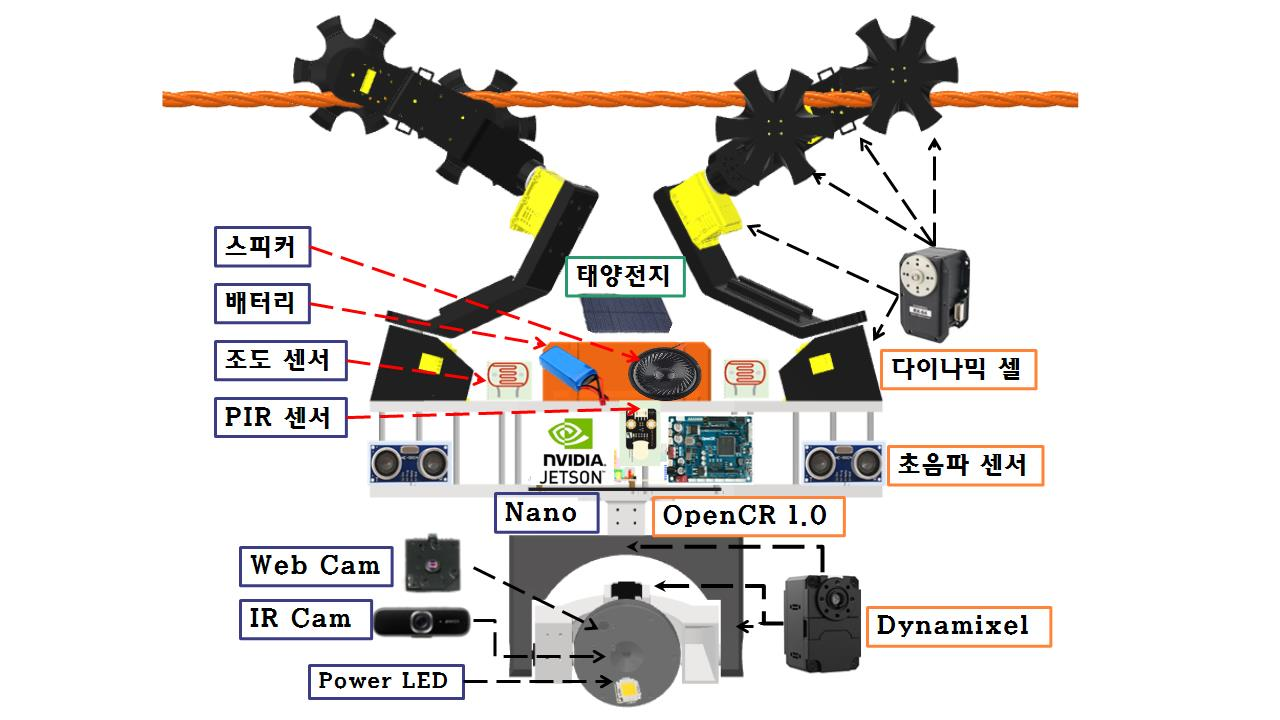 스피커
태양전지
배터리
조도 센서
다이나믹 셀
PIR 센서
초음파 센서
NVIDIA
JETSON
Nano
OpenCR 1.0
Web Cam
IR Cam
Dynamixel
Power LED